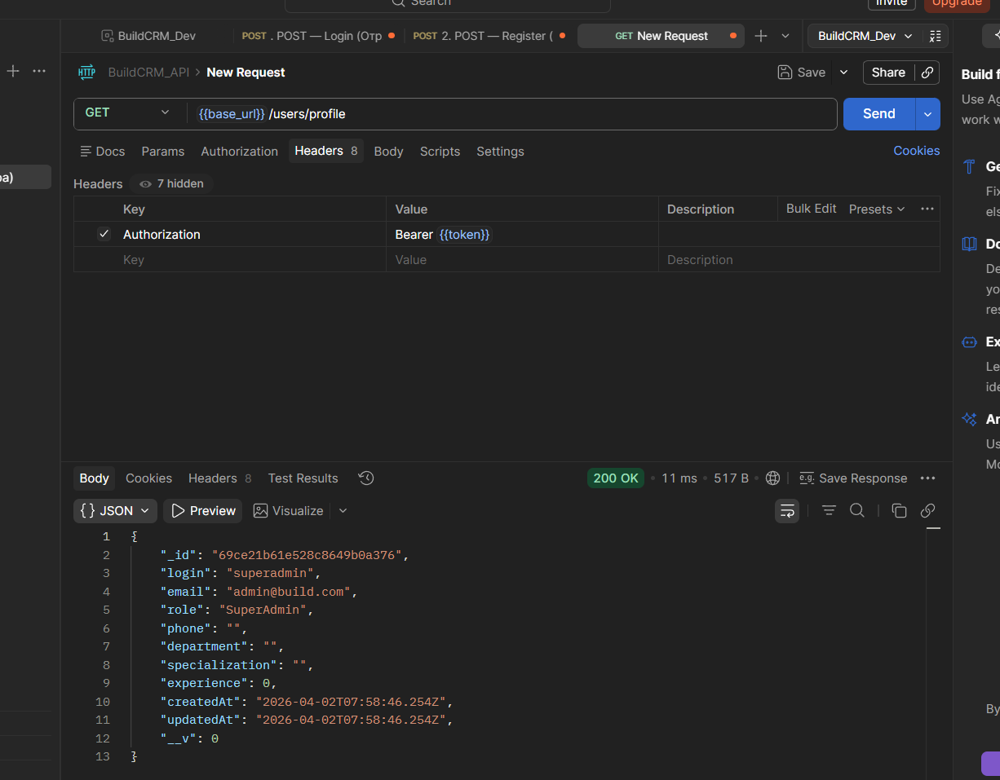 Search
Invite
Upgrade
BuildCRM_Dev
POST . POST — Login (Отр
POST 2. POST — Register (
GET New Request
BuildCRM_Dev
BuildCRM_API > New Request
Save
Share
GET
{{base_url}} /users/profile
Send
Docs Params Authorization Headers 8 Body Scripts Settings
Cookies
Headers 7 hidden
Key Value Description Bulk Edit Presets
Authorization Bearer {{token}}
Key Value Description
Body Cookies Headers 8 Test Results
200 OK • 11 ms • 517 B • Save Response
{} JSON Preview Visualize
1 {
2 "_id": "69ce21b61e528c8649b0a376",
3 "login": "superadmin",
4 "email": "admin@build.com",
5 "role": "SuperAdmin",
6 "phone": "",
7 "department": "",
8 "specialization": "",
9 "experience": 0,
10 "createdAt": "2026-04-02T07:58:46.254Z",
11 "updatedAt": "2026-04-02T07:58:46.254Z",
12 "__v": 0
13 }
Build f
Use Ag
work w
Ge
Fix
els
Do
De
yo
res
Ex
Le
ide
An
Us
Mo
By